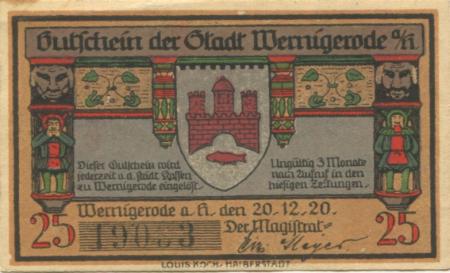 Gutschein der Stadt Wernigerode a/H.
Dieser Gutschein wird
jederzeit v. d. städt. Kassen
zu Wernigerode eingelöst.
Ungültig 3 Monate
nach Aufruf in den
hiesigen Zeitungen.
Wernigerode a. H. den 20.12.20.
25
Der Magistrat
25
LOUIS KOCH, HALBERSTADT